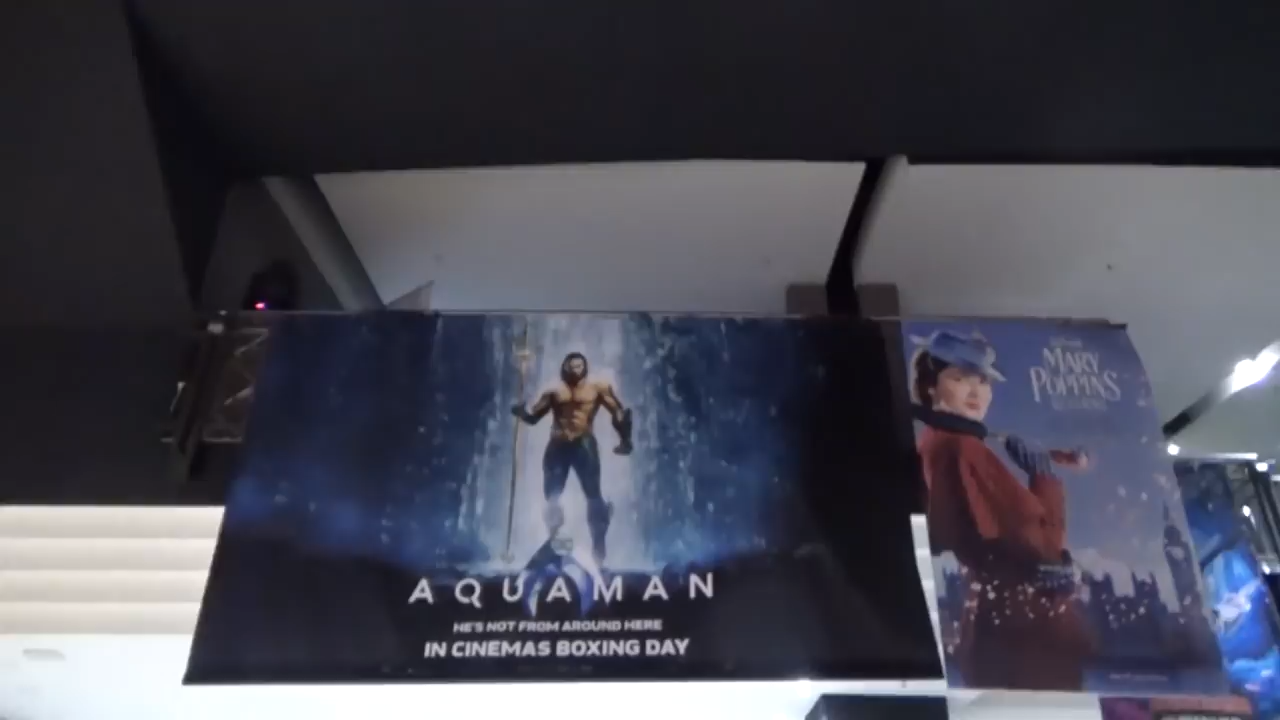 AQUAMAN
HE'S NOT FROM AROUND HERE
IN CINEMAS BOXING DAY
MARY
POPPINS